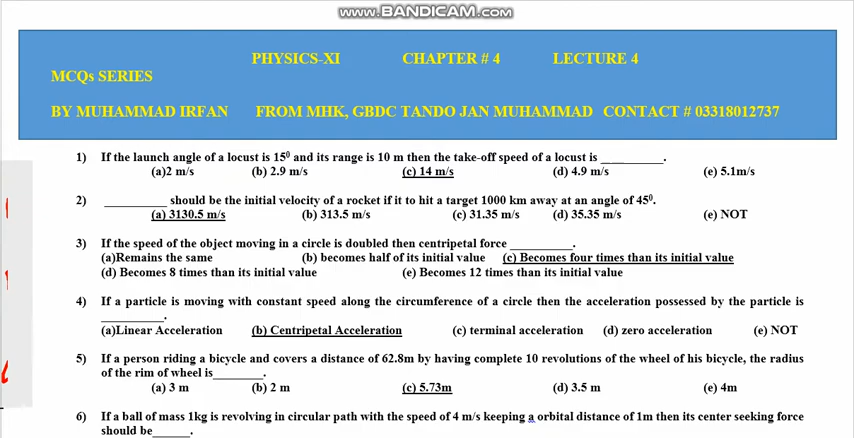 www.BANDICAM.com
PHYSICS-XI CHAPTER # 4 LECTURE 4
MCQs SERIES
BY MUHAMMAD IRFAN FROM MHK, GBDC TANDO JAN MUHAMMAD CONTACT # 03318012737
1) If the launch angle of a locust is 15⁰ and its range is 10 m then the take-off speed of a locust is __________.
(a)2 m/s (b) 2.9 m/s (c) 14 m/s (d) 4.9 m/s (e) 5.1m/s
2) __________ should be the initial velocity of a rocket if it to hit a target 1000 km away at an angle of 45⁰.
(a) 3130.5 m/s (b) 313.5 m/s (c) 31.35 m/s (d) 35.35 m/s (e) NOT
3) If the speed of the object moving in a circle is doubled then centripetal force __________.
(a)Remains the same (b) becomes half of its initial value (c) Becomes four times than its initial value
(d) Becomes 8 times than its initial value (e) Becomes 12 times than its initial value
4) If a particle is moving with constant speed along the circumference of a circle then the acceleration possessed by the particle is
__________.
(a)Linear Acceleration (b) Centripetal Acceleration (c) terminal acceleration (d) zero acceleration (e) NOT
5) If a person riding a bicycle and covers a distance of 62.8m by having complete 10 revolutions of the wheel of his bicycle, the radius
of the rim of wheel is________.
(a) 3 m (b) 2 m (c) 5.73m (d) 3.5 m (e) 4m
6) If a ball of mass 1kg is revolving in circular path with the speed of 4 m/s keeping a orbital distance of 1m then its center seeking force
should be______.